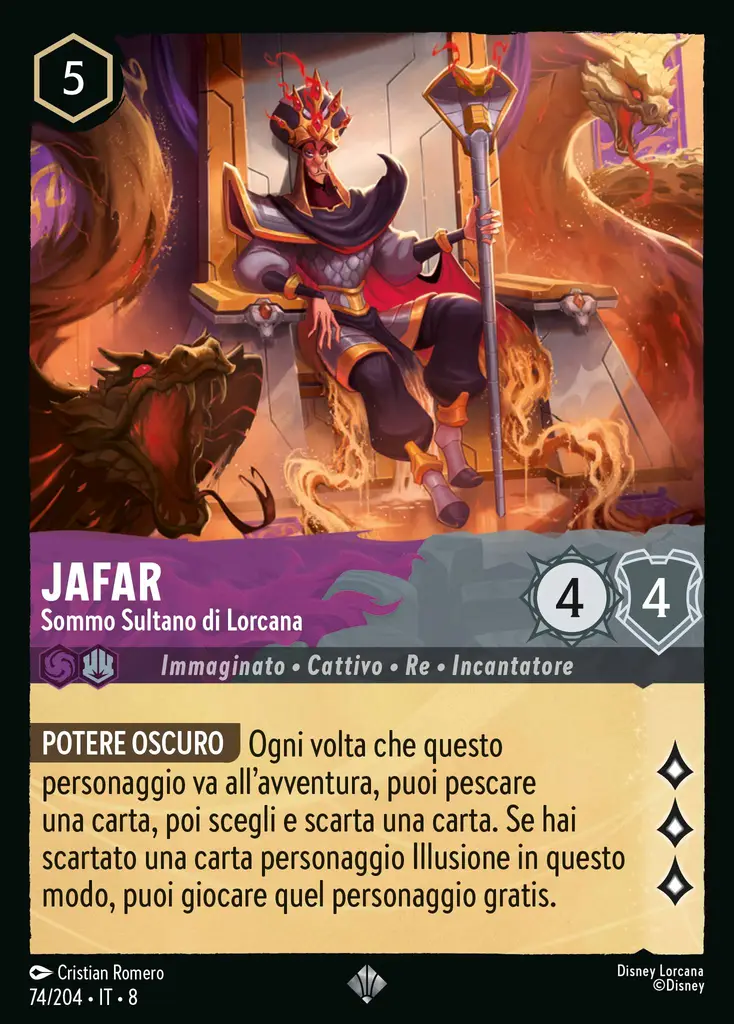 5
JAFAR
Sommo Sultano di Lorcana
4
4
Immaginato • Cattivo • Re • Incantatore
POTERE OSCURO Ogni volta che questo
personaggio va all’avventura, puoi pescare
una carta, poi scegli e scarta una carta. Se hai
scartato una carta personaggio Illusione in questo
modo, puoi giocare quel personaggio gratis.
Cristian Romero
74/204 • IT • 8
Disney Lorcana
©Disney